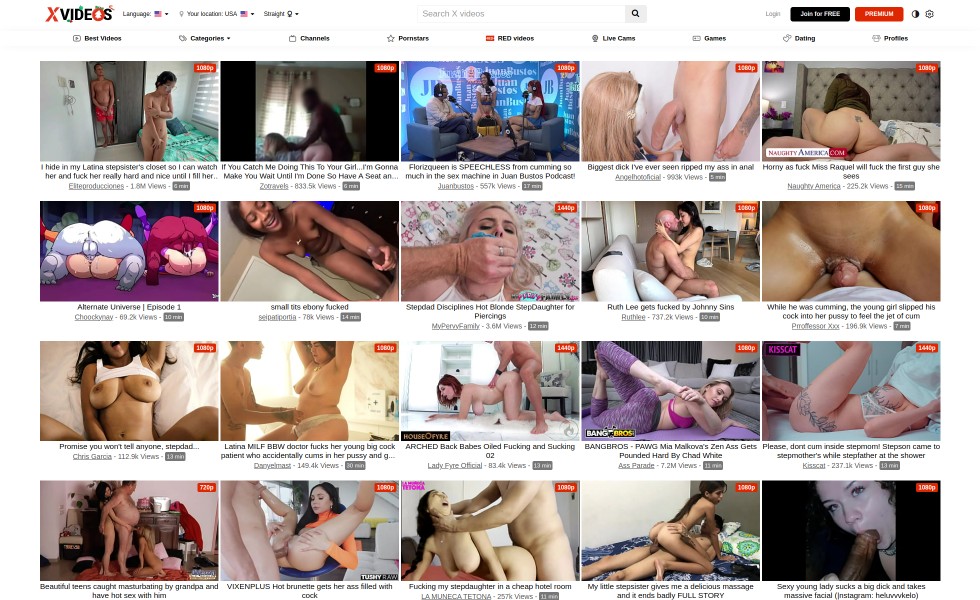 XVIDEOS Language: Your location: USA Straight Search X videos Login Join for FREE PREMIUM
Best Videos Categories Channels Pornstars RED videos Live Cams Games Dating Profiles
1080p 1080p 1080p 1080p 1080p
NAUGHTY AMERICA.COM
I hide in my Latina stepsister's closet so I can watch her and fuck her really hard and nice until I fill her..
Eliteproducciones - 1.8M Views - 6 min
If You Catch Me Doing This To Your Girl...I'm Gonna Make You Wait Until I'm Done So Have A Seat an...
Zotravels - 833.5k Views - 6 min
Florizqueen is SPEECHLESS from cumming so much in the sex machine in Juan Bustos Podcast!
Juanbustos - 557k Views - 17 min
Biggest dick I've ever seen ripped my ass in anal
Angelhotoficial - 993k Views - 5 min
Horny as fuck Miss Raquel will fuck the first guy she sees
Naughty America - 225.2k Views - 15 min
1080p 1080p 1440p 1080p 1080p
Alternate Universe | Episode 1
Choockynay - 69.2k Views - 10 min
small tits ebony fucked
seipatiportia - 78k Views - 14 min
Stepdad Disciplines Hot Blonde StepDaughter for Piercings
MyPervyFamily - 3.6M Views - 12 min
Ruth Lee gets fucked by Johnny Sins
Ruthlee - 737.2k Views - 10 min
While he was cumming, the young girl slipped his cock into her pussy to feel the jet of cum
Prroffessor Xxx - 196.9k Views - 7 min
1080p 1080p 1440p 1080p 1440p
HOUSEOFYRE BANGBROS KISSCAT
Promise you won't tell anyone, stepdad...
Chris Garcia - 112.9k Views - 13 min
Latina MILF BBW doctor fucks her young big cock patient who accidentally cums in her pussy and g...
Danyelmast - 149.4k Views - 30 min
ARCHED Back Babes Oiled Fucking and Sucking 02
Lady Fyre Official - 83.4k Views - 13 min
BANGBROS - PAWG Mia Malkova's Zen Ass Gets Pounded Hard By Chad White
Ass Parade - 7.2M Views - 11 min
Please, dont cum inside stepmom! Stepson came to stepmother's while stepfather at the shower
Kisscat - 237.1k Views - 13 min
720p 1080p 1080p 1080p 1080p
TUSHYRAW LA MUÑECA TETONA
Beautiful teens caught masturbating by grandpa and have hot sex with him
VIXENPLUS Hot brunette gets her ass filled with cock
Fucking my stepdaughter in a cheap hotel room
LA MUNECA TETONA - 257k Views - 11 min
My little stepsister gives me a delicious massage and it ends badly FULL STORY
Sexy young lady sucks a big dick and takes massive facial (Instagram: heluvvvkelo)